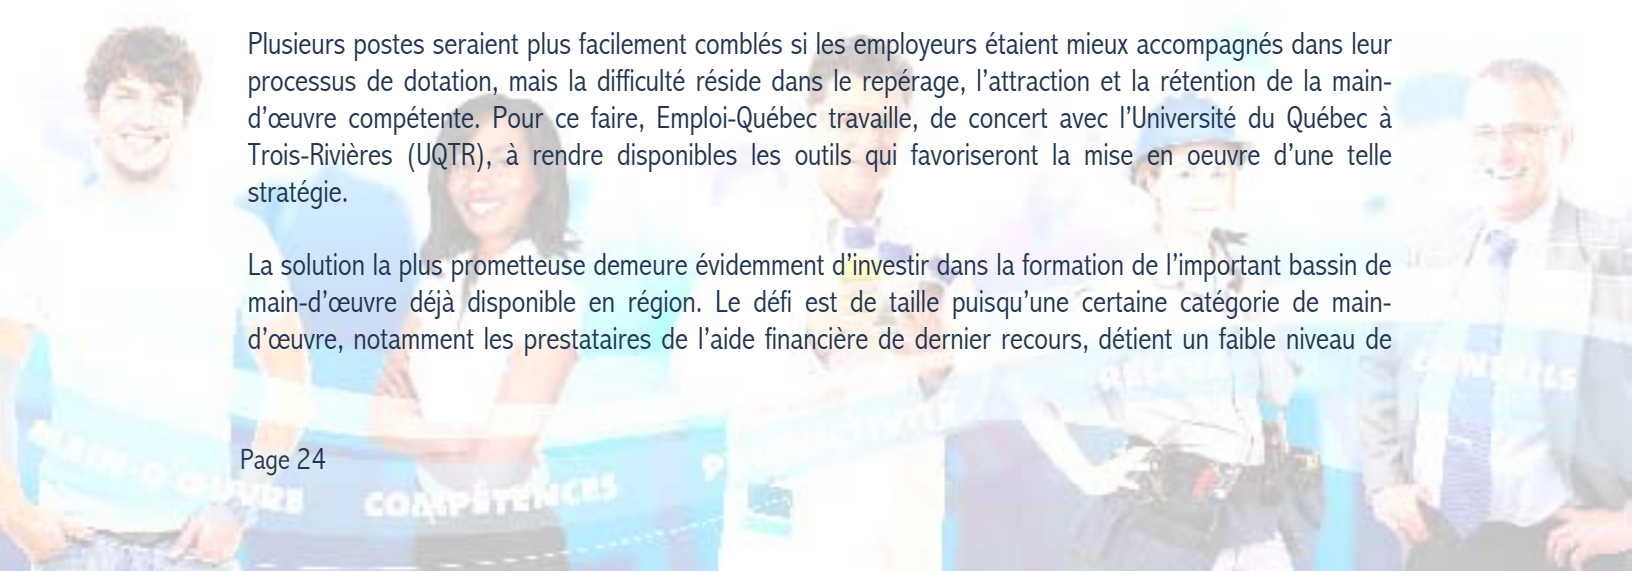 Plusieurs postes seraient plus facilement comblés si les employeurs étaient mieux accompagnés dans leur
processus de dotation, mais la difficulté réside dans le repérage, l’attraction et la rétention de la main-
d’œuvre compétente. Pour ce faire, Emploi-Québec travaille, de concert avec l’Université du Québec à
Trois-Rivières (UQTR), à rendre disponibles les outils qui favoriseront la mise en oeuvre d’une telle
stratégie.
La solution la plus prometteuse demeure évidemment d’investir dans la formation de l’important bassin de
main-d’œuvre déjà disponible en région. Le défi est de taille puisqu’une certaine catégorie de main-
d’œuvre, notamment les prestataires de l’aide financière de dernier recours, détient un faible niveau de
Page 24
MAIN-D'ŒUVRE
COMPÉTENCES
CONSEILS